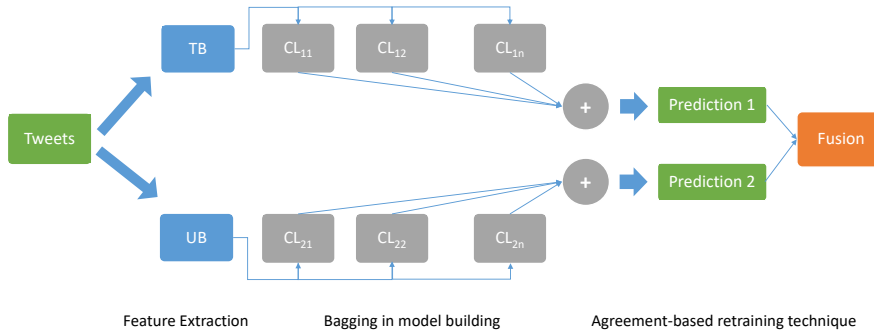 TB
CL₁₁
CL₁₂
CL₁ₙ
+
Prediction 1
Tweets
Fusion
+
Prediction 2
UB
CL₂₁
CL₂₂
CL₂ₙ
Feature Extraction
Bagging in model building
Agreement-based retraining technique